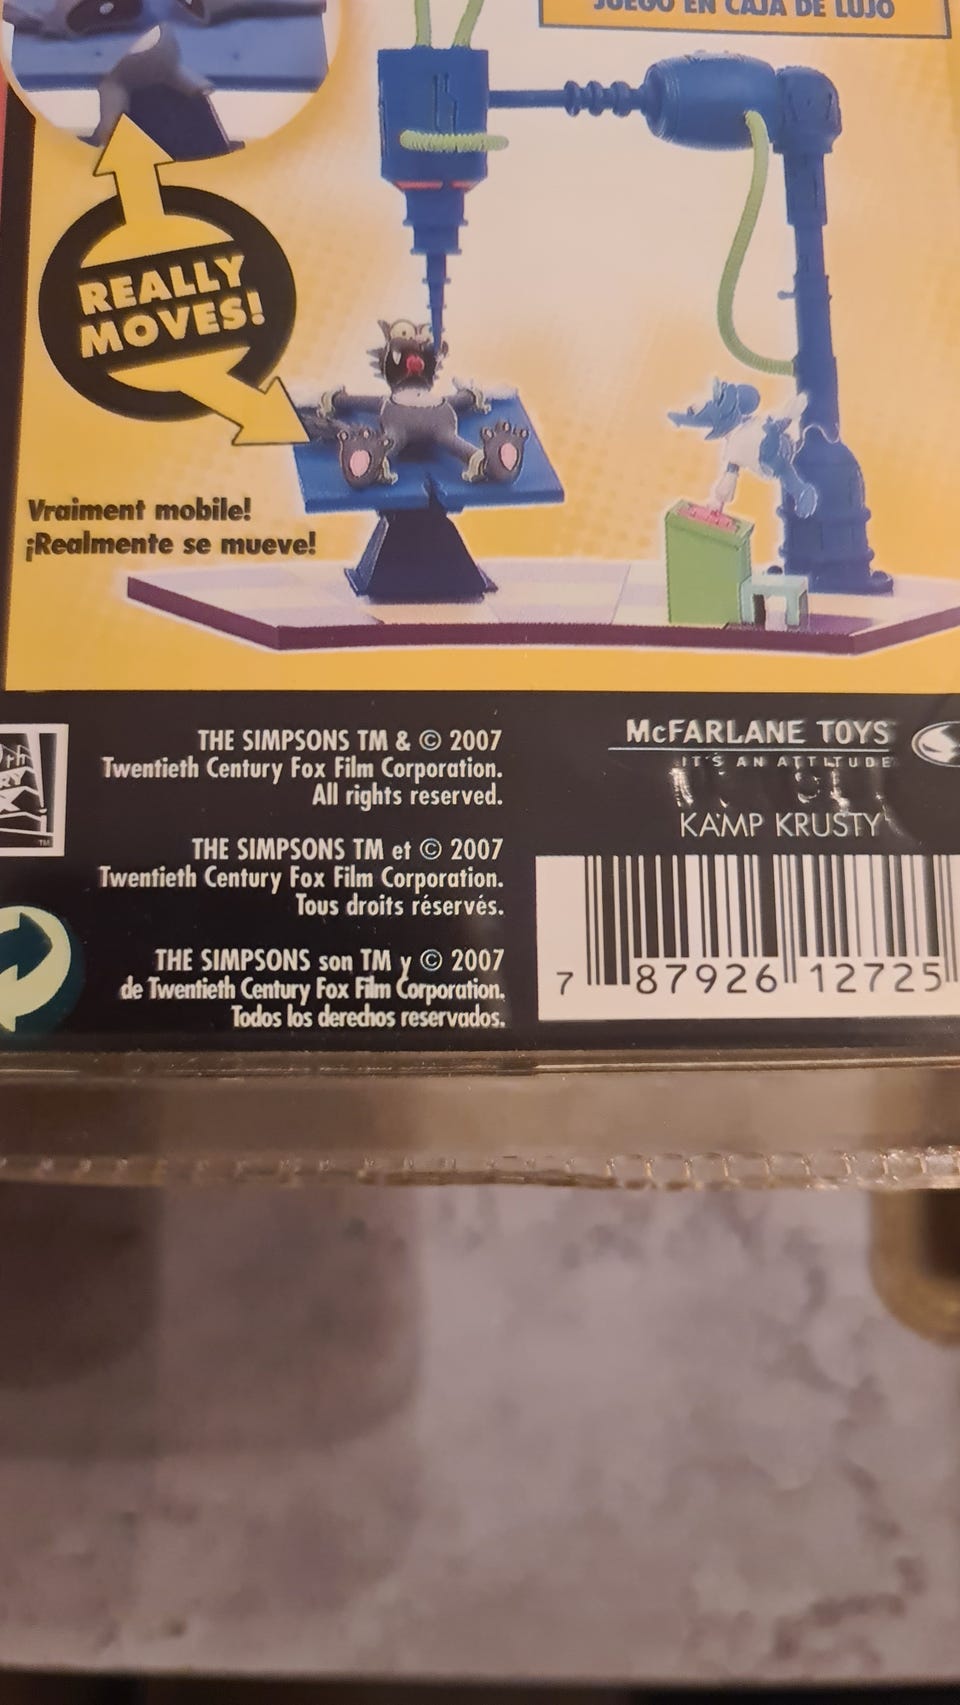 JUEGO EN CAJA DE LUJO
REALLY
MOVES!
Vraiment mobile!
¡Realmente se mueve!
THE SIMPSONS TM & © 2007
Twentieth Century Fox Film Corporation.
All rights reserved.
THE SIMPSONS TM et © 2007
Twentieth Century Fox Film Corporation.
Tous droits réservés.
THE SIMPSONS son TM y © 2007
de Twentieth Century Fox Film Corporation.
Todos los derechos reservados.
TM
McFARLANE TOYS
IT'S AN ATTITUDE
KAMP KRUSTY
7 87926 12725